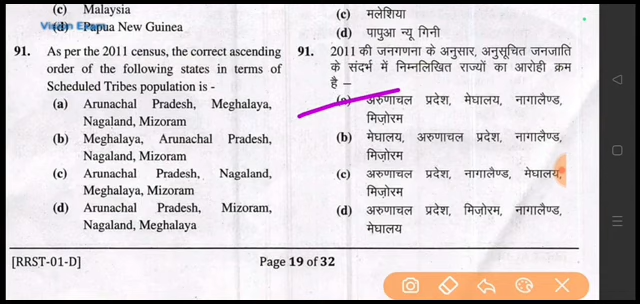 (c) Malaysia
(d) Papua New Guinea
91. As per the 2011 census, the correct ascending
order of the following states in terms of
Scheduled Tribes population is -
(a) Arunachal Pradesh, Meghalaya,
Nagaland, Mizoram
(b) Meghalaya, Arunachal Pradesh,
Nagaland, Mizoram
(c) Arunachal Pradesh, Nagaland,
Meghalaya, Mizoram
(d) Arunachal Pradesh, Mizoram,
Nagaland, Meghalaya
(c) मलेशिया
(d) पापुआ न्यू गिनी
91. 2011 की जनगणना के अनुसार, अनुसूचित जनजाति
के संदर्भ में निम्नलिखित राज्यों का आरोही क्रम
है –
(a) अरुणाचल प्रदेश, मेघालय, नागालैण्ड,
मिज़ोरम
(b) मेघालय, अरुणाचल प्रदेश, नागालैण्ड,
मिज़ोरम
(c) अरुणाचल प्रदेश, नागालैण्ड, मेघालय,
मिज़ोरम
(d) अरुणाचल प्रदेश, मिज़ोरम, नागालैण्ड,
मेघालय
[RRST-01-D]
Page 19 of 32